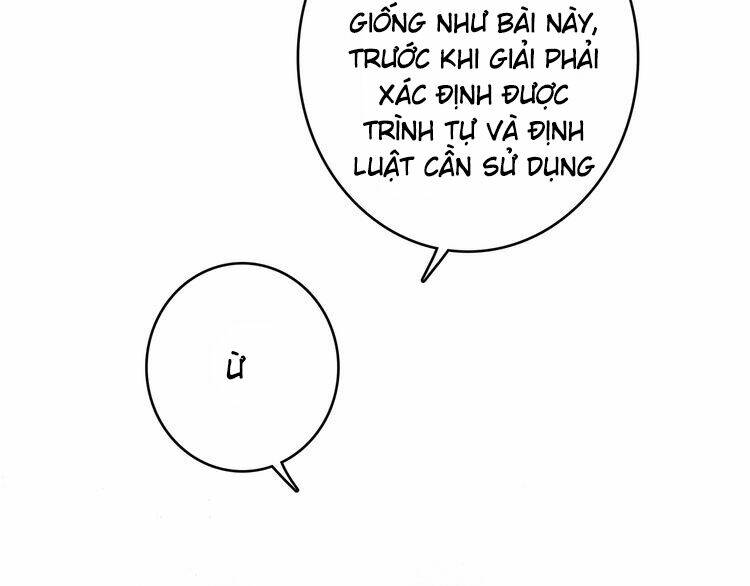 GIỐNG NHƯ BÀI NÀY,
TRƯỚC KHI GIẢI PHẢI
XÁC ĐỊNH ĐƯỢC
TRÌNH TỰ VÀ ĐỊNH
LUẬT CẦN SỬ DỤNG
Ừ